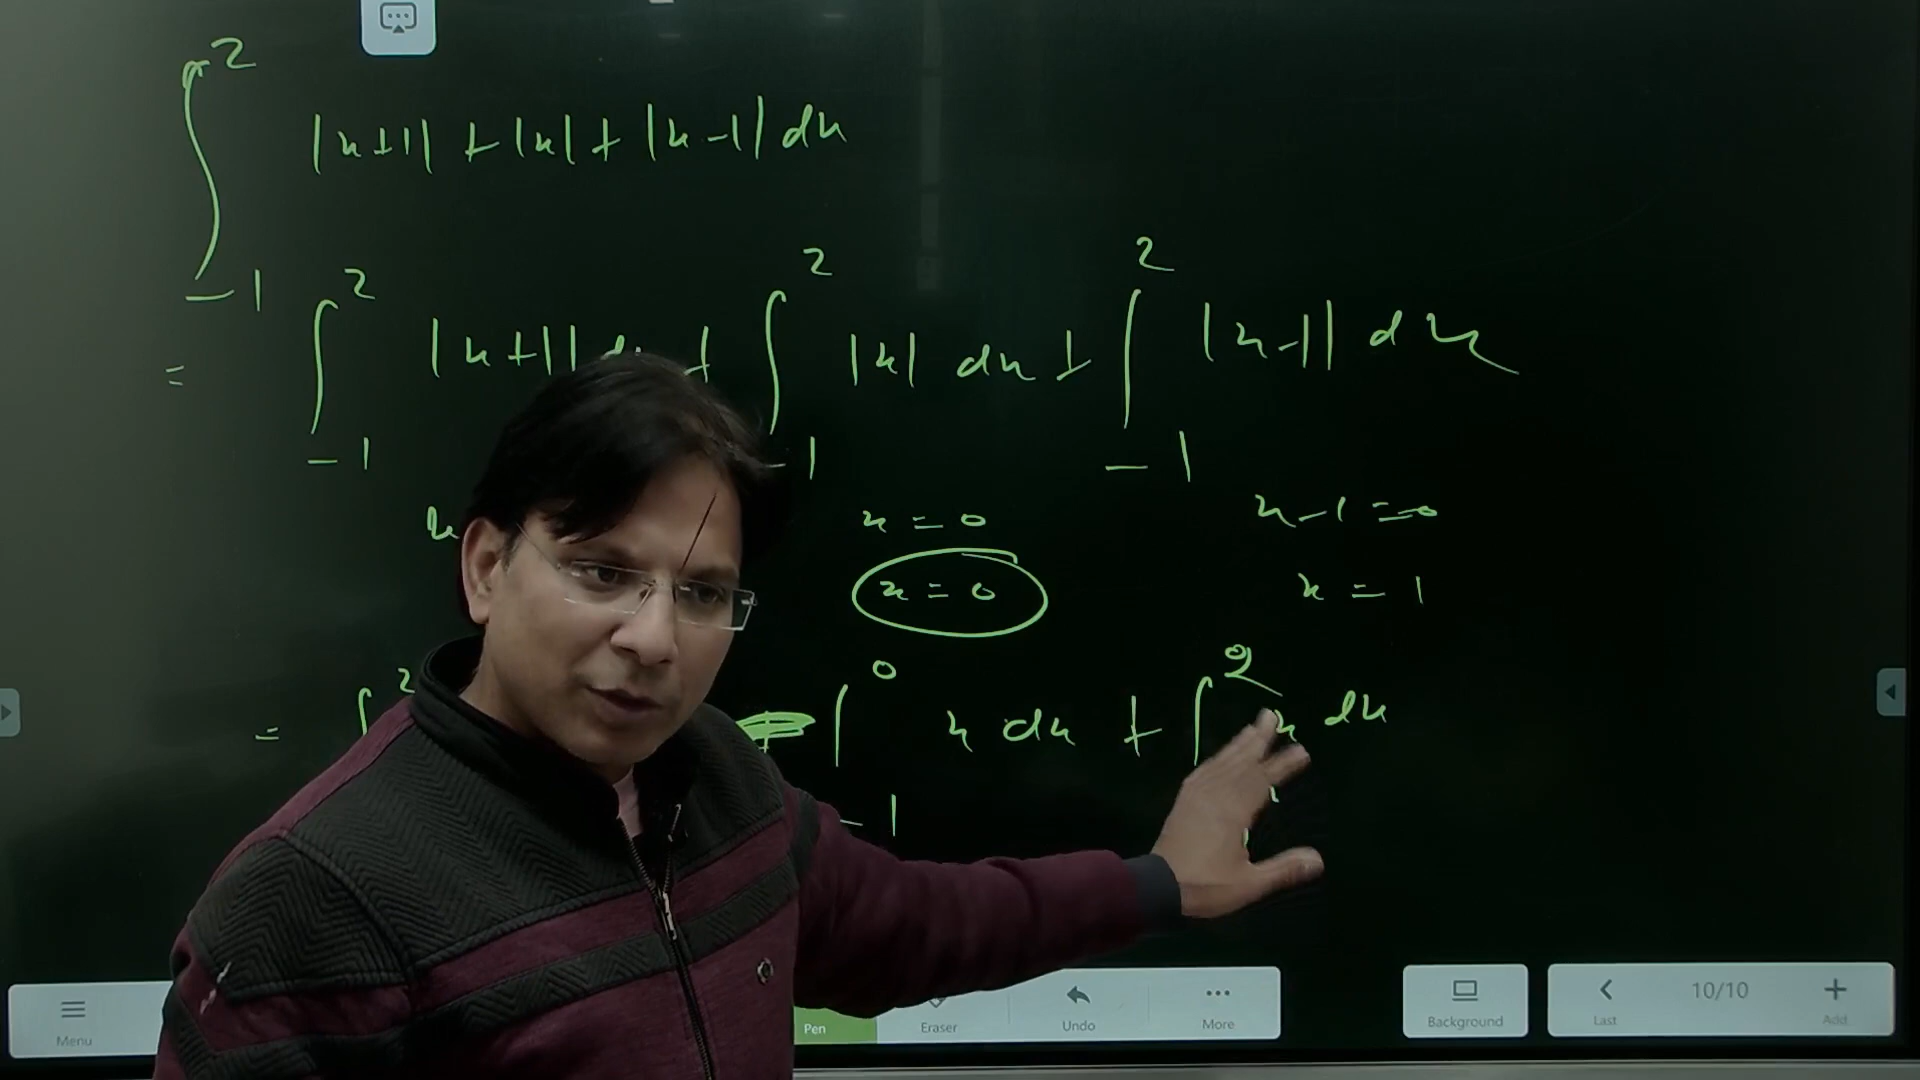 ∫_{-1}^{2} |x+1| + |x| + |x-1| dx
= ∫_{-1}^{2} |x+1| + ∫_{-1}^{2} |x| dx + ∫_{-1}^{2} |x-1| dx
x x = 0 x-1 = 0
x = 0 x = 1
= ∫^{2} ∫_{-1}^{0} x dx + ∫^{2} x dx
Menu Pen Eraser Undo More Background Last 10/10 Add